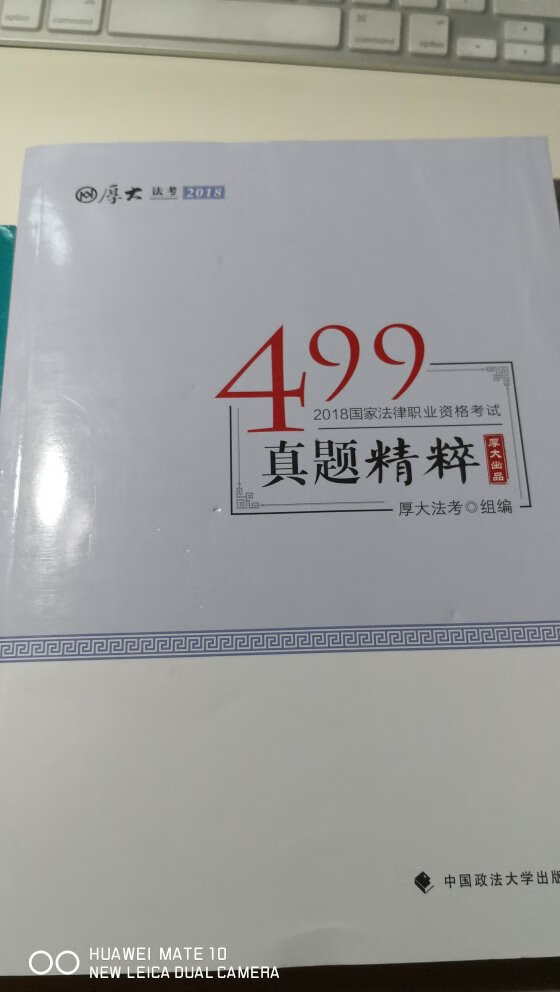 option
command
command
option
厚大 法考 2018
499
2018国家法律职业资格考试
真题精粹
厚大出品
厚大法考◎组编
中国政法大学出版
HUAWEI MATE 10
NEW LEICA DUAL CAMERA